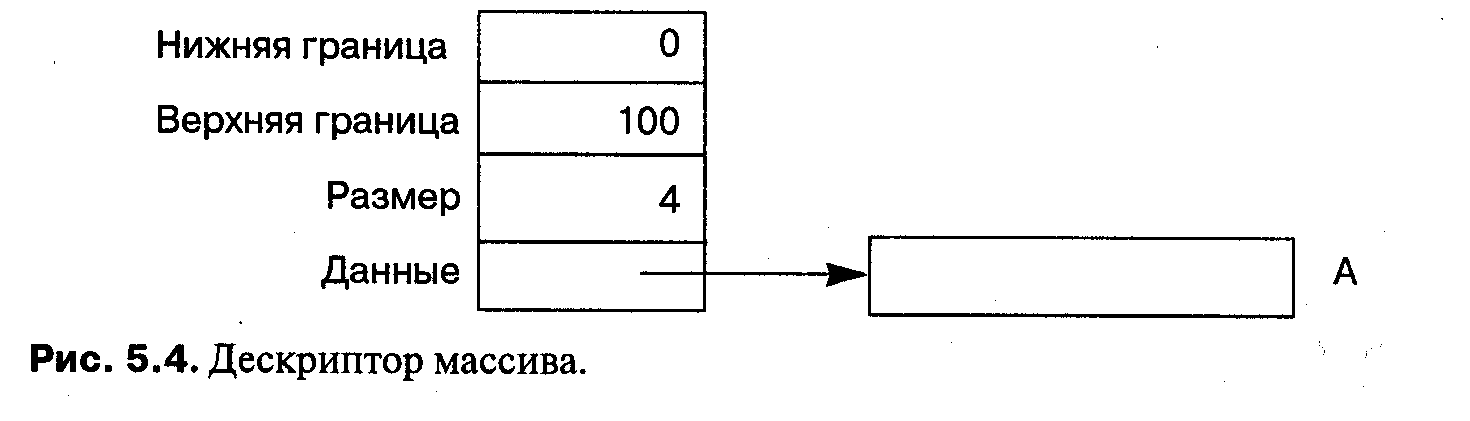 Нижняя граница 0
Верхняя граница 100
Размер 4
Данные A
Рис. 5.4. Дескриптор массива.